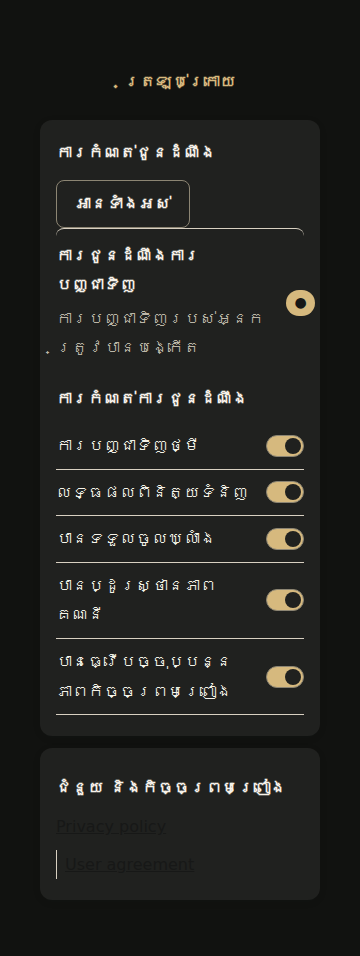 ត្រឡប់ក្រោយ
ការកំណត់ជូនដំណឹង
អានទាំងអស់
ការជូនដំណឹងការ
បញ្ជាទិញ
ការបញ្ជាទិញរបស់អ្នក
ត្រូវបានបង្កើត
ការកំណត់ការជូនដំណឹង
ការបញ្ជាទិញថ្មី
លទ្ធផលពិនិត្យទំនិញ
បានទទួលចូលឃ្លាំង
បានប្ដូរស្ថានភាព
គណនី
បានធ្វើបច្ចុប្បន្ន
ភាពកិច្ចព្រមព្រៀង
ជំនួយ និងកិច្ចព្រមព្រៀង
Privacy policy
User agreement